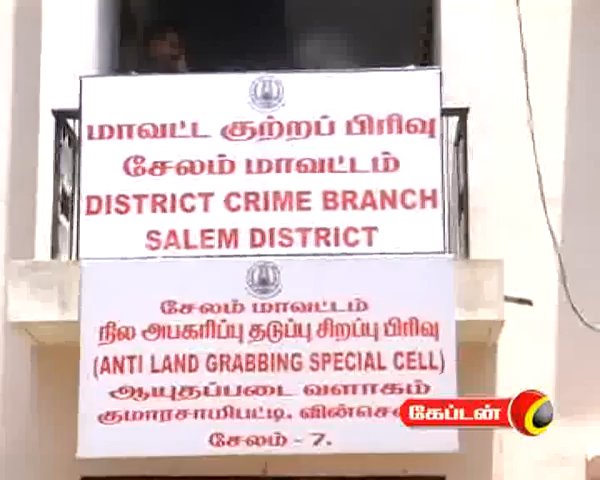 மாவட்ட குற்றப் பிரிவு
சேலம் மாவட்டம்
DISTRICT CRIME BRANCH
SALEM DISTRICT
சேலம் மாவட்டம்
நில அபகரிப்பு தடுப்பு சிறப்பு பிரிவு
(ANTI LAND GRABBING SPECIAL CELL)
ஆயுதப்படை வளாகம்
குமாரசாமிபட்டி.
சேலம் - 7.
கேப்டன்